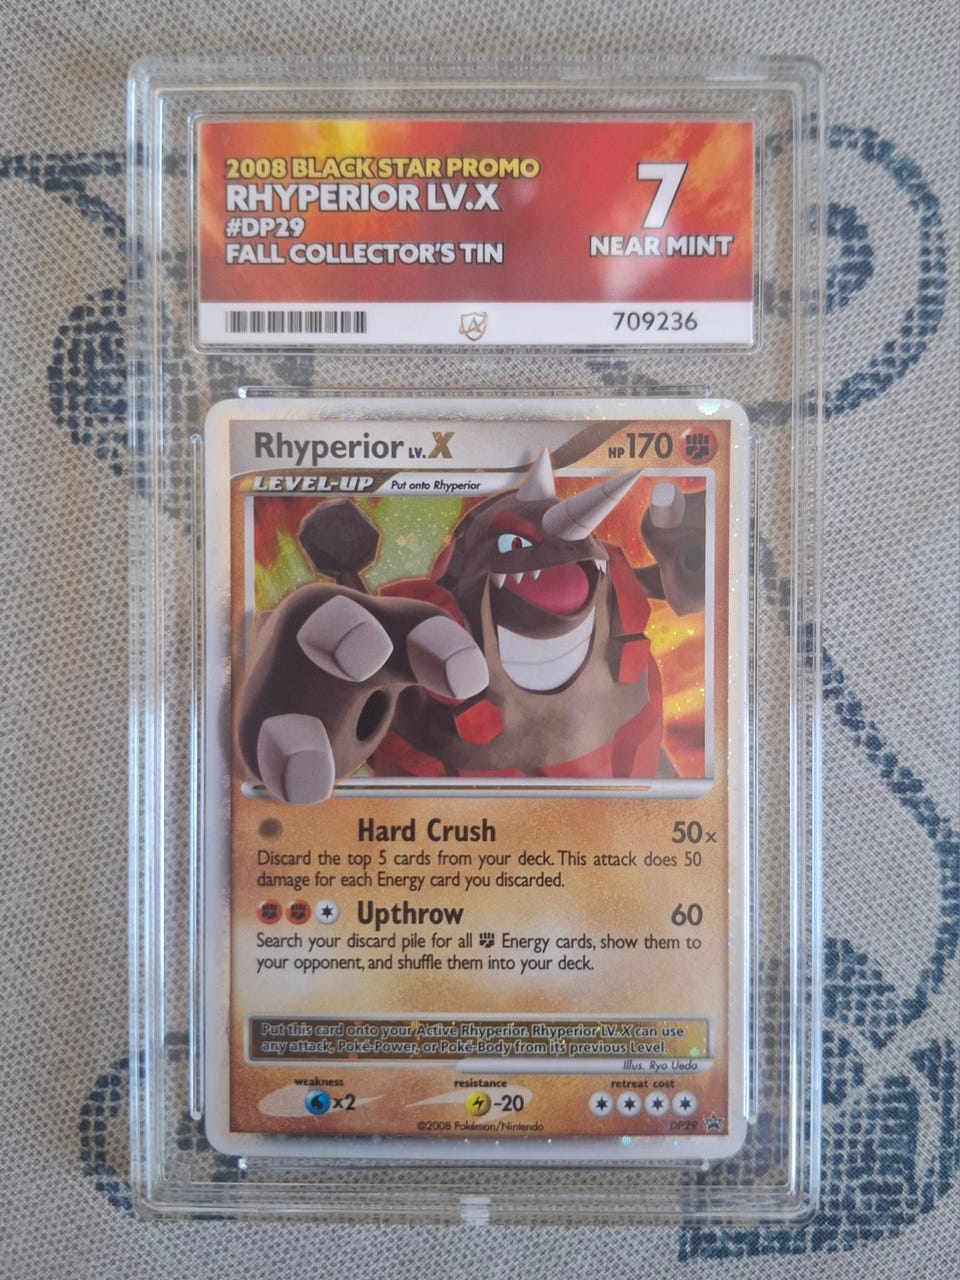 2008 BLACK STAR PROMO
RHYPERIOR LV.X
#DP29
FALL COLLECTOR'S TIN
7
NEAR MINT
709236
Rhyperior LV.X
HP 170
LEVEL-UP Put onto Rhyperior
Hard Crush 50x
Discard the top 5 cards from your deck. This attack does 50
damage for each Energy card you discarded.
Upthrow 60
Search your discard pile for all Energy cards, show them to
your opponent, and shuffle them into your deck.
Put this card onto your Active Rhyperior. Rhyperior LV.X can use
any attack, Poké-Power, or Poké-Body from its previous Level.
Illus. Ryo Ueda
weakness resistance retreat cost
x2 -20
©2008 Pokémon/Nintendo
DP29